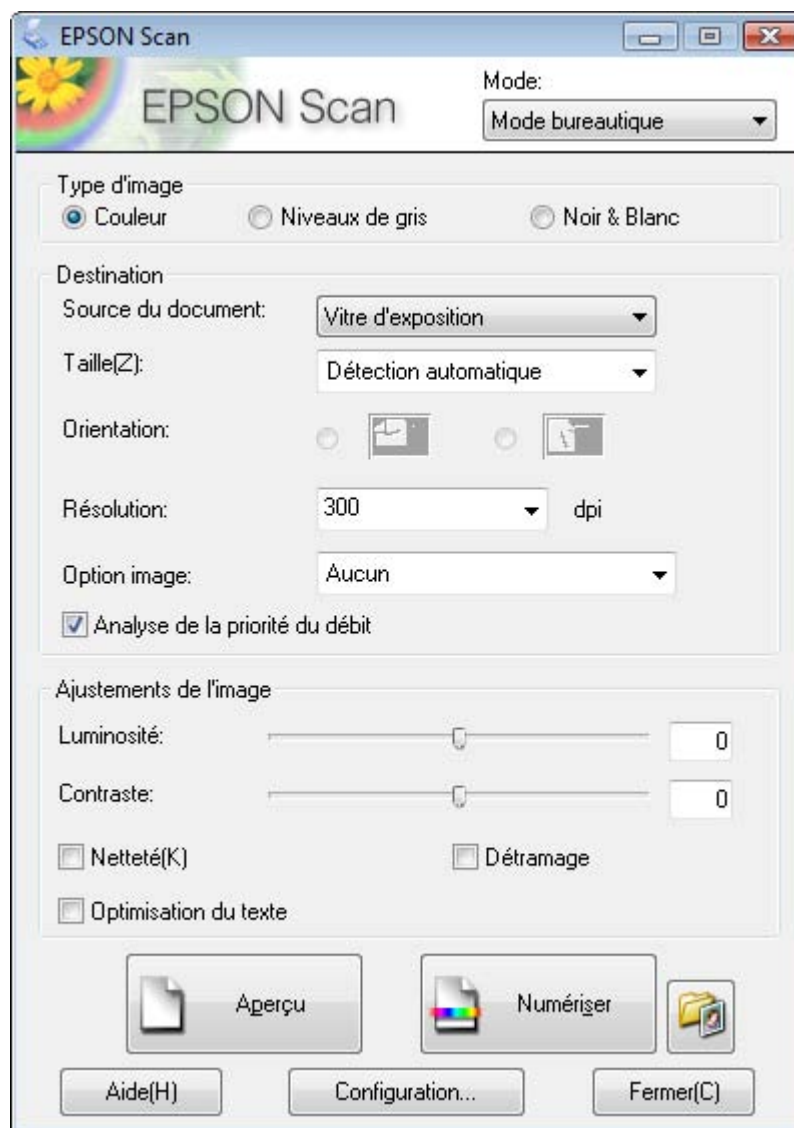 EPSON Scan
EPSON Scan
Mode:
Mode bureautique
Type d'image
Couleur Niveaux de gris Noir & Blanc
Destination
Source du document: Vitre d'exposition
Taille(Z): Détection automatique
Orientation:
Résolution: 300 dpi
Option image: Aucun
Analyse de la priorité du débit
Ajustements de l'image
Luminosité: 0
Contraste: 0
Netteté(K) Détramage
Optimisation du texte
Aperçu Numériser
Aide(H) Configuration... Fermer(C)